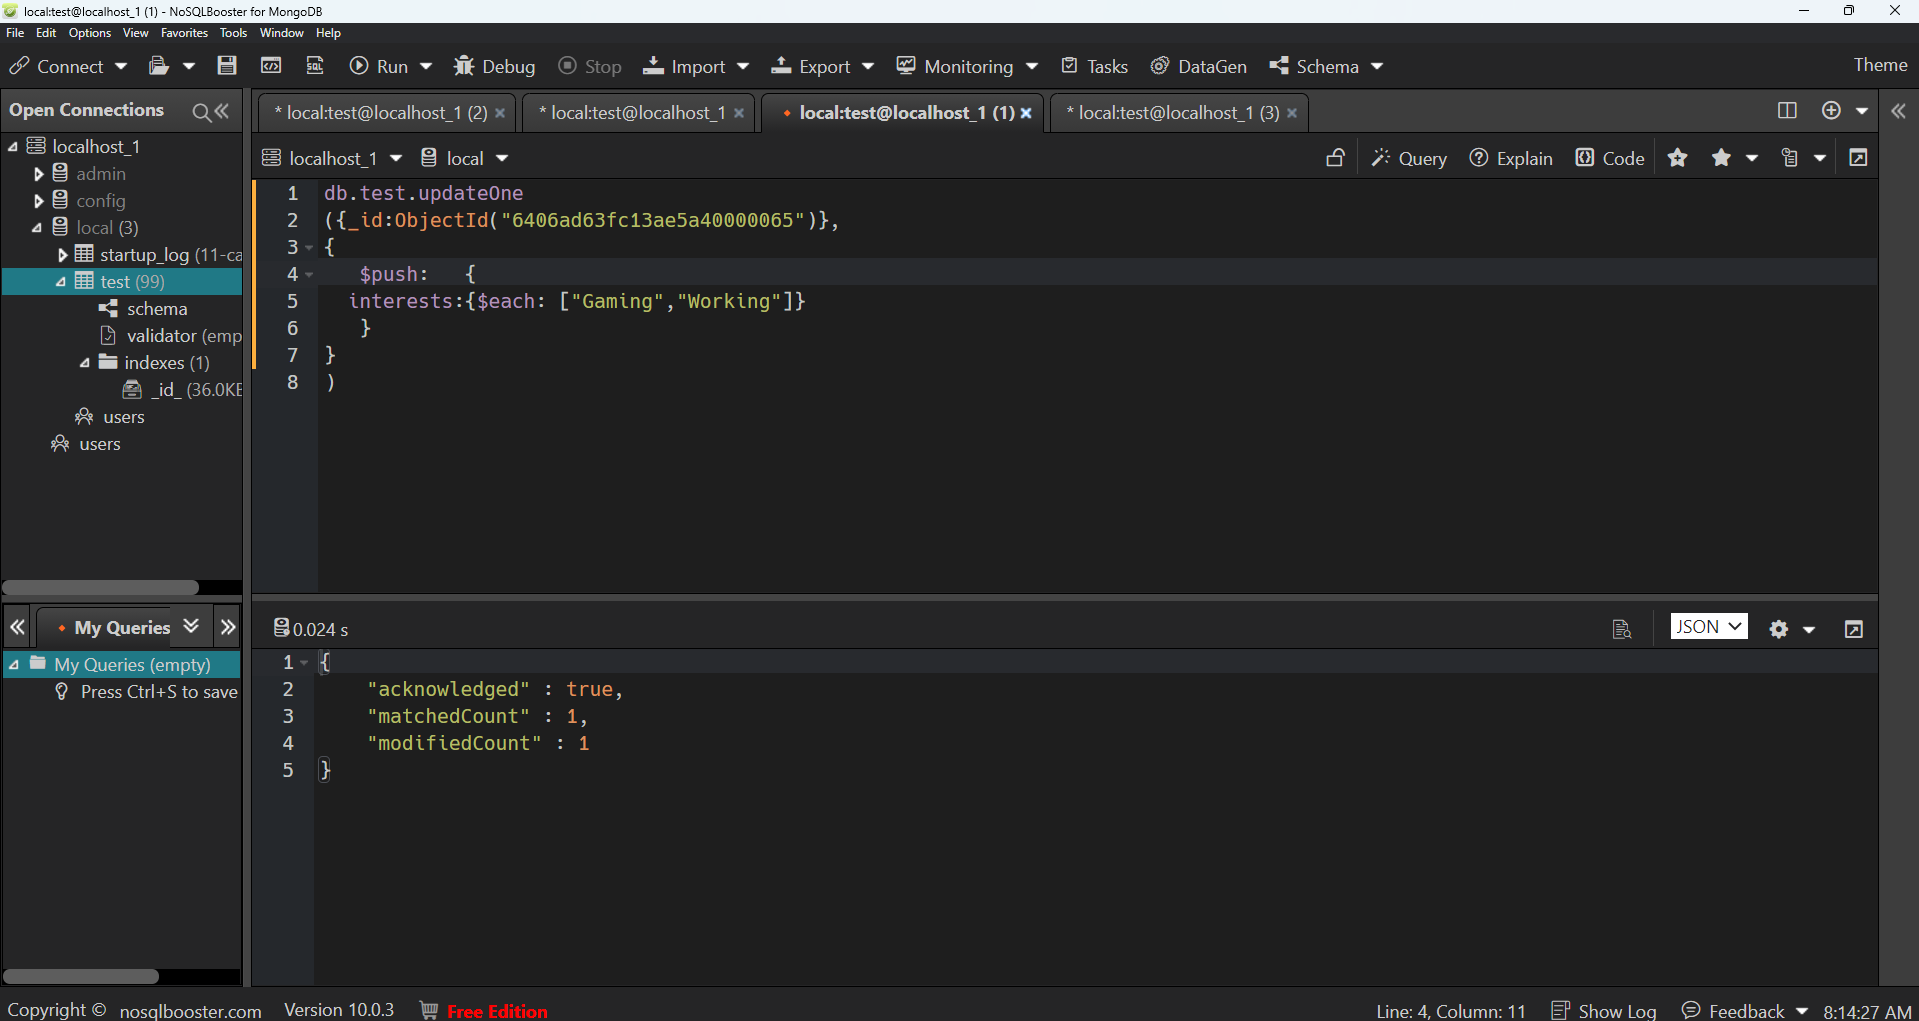 local:test@localhost_1 (1) - NoSQLBooster for MongoDB
File Edit Options View Favorites Tools Window Help
Connect SQL Run Debug Stop Import Export Monitoring Tasks DataGen Schema Theme
Open Connections
* local:test@localhost_1 (2) * local:test@localhost_1 local:test@localhost_1 (1) * local:test@localhost_1 (3)
localhost_1 local Query Explain Code
localhost_1
admin
config
local (3)
startup_log (11-ca
test (99)
schema
validator (emp
indexes (1)
_id_ (36.0KB
users
users
1 db.test.updateOne
2 ({_id:ObjectId("6406ad63fc13ae5a40000065")},
3 {
4 $push: {
5 interests:{$each: ["Gaming","Working"]}
6 }
7 }
8 )
My Queries
My Queries (empty)
Press Ctrl+S to save
0.024 s JSON
1 {
2 "acknowledged" : true,
3 "matchedCount" : 1,
4 "modifiedCount" : 1
5 }
Copyright © nosqlbooster.com Version 10.0.3 Free Edition Line: 4, Column: 11 Show Log Feedback 8:14:27 AM